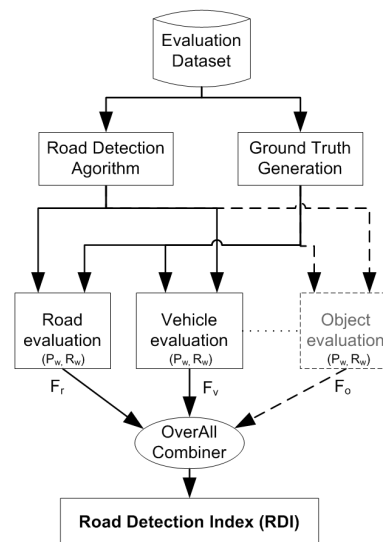 Evaluation
Dataset
Road Detection
Agorithm
Ground Truth
Generation
Road
evaluation
(Pw, Rw)
Vehicle
evaluation
(Pw, Rw)
Object
evaluation
(Pw, Rw)
Fr
Fv
Fo
OverAll
Combiner
Road Detection Index (RDI)